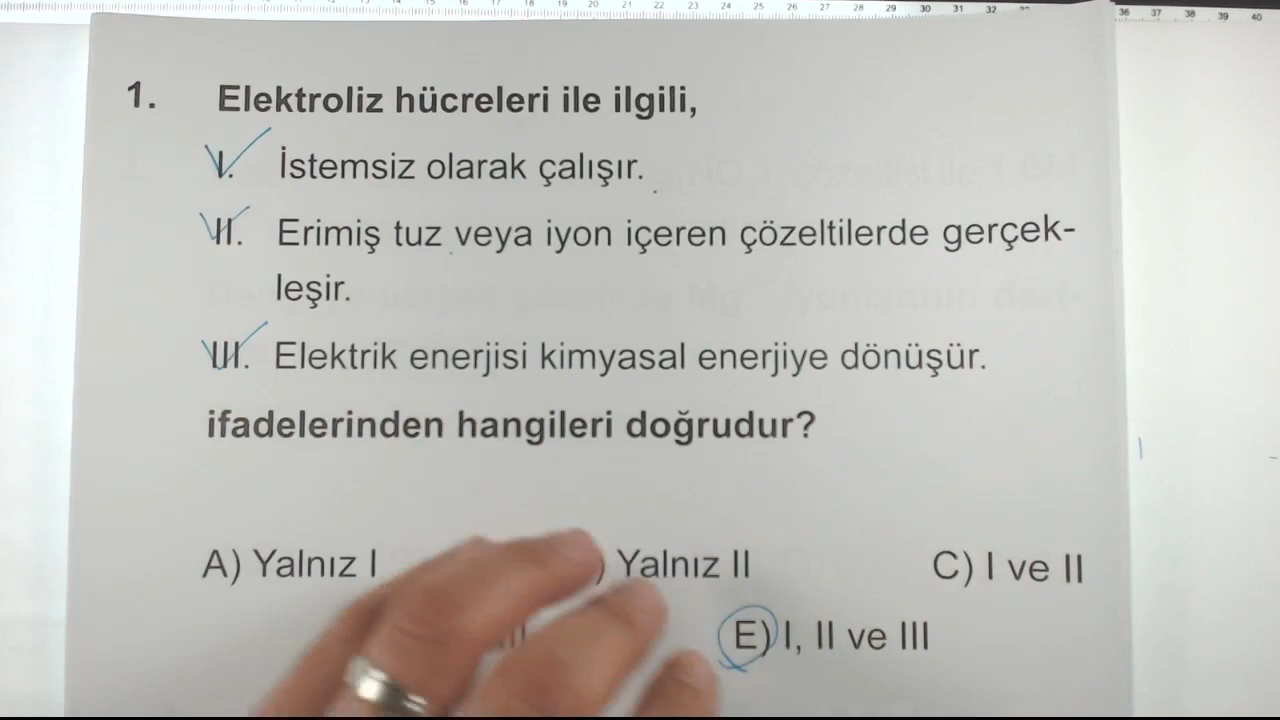 1. Elektroliz hücreleri ile ilgili,
I. İstemsiz olarak çalışır.
II. Erimiş tuz veya iyon içeren çözeltilerde gerçek-
leşir.
III. Elektrik enerjisi kimyasal enerjiye dönüşür.
ifadelerinden hangileri doğrudur?
A) Yalnız I ) Yalnız II C) I ve II
E) I, II ve III